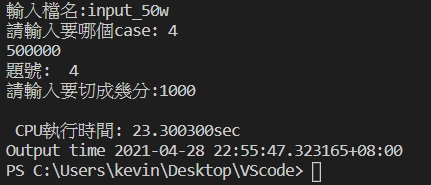 輸入檔名:input_50w
請輸入要哪個case: 4
500000
題號:  4
請輸入要切成幾分:1000
 CPU執行時間: 23.300300sec
Output time 2021-04-28 22:55:47.323165+08:00
PS C:\Users\kevin\Desktop\VScode>